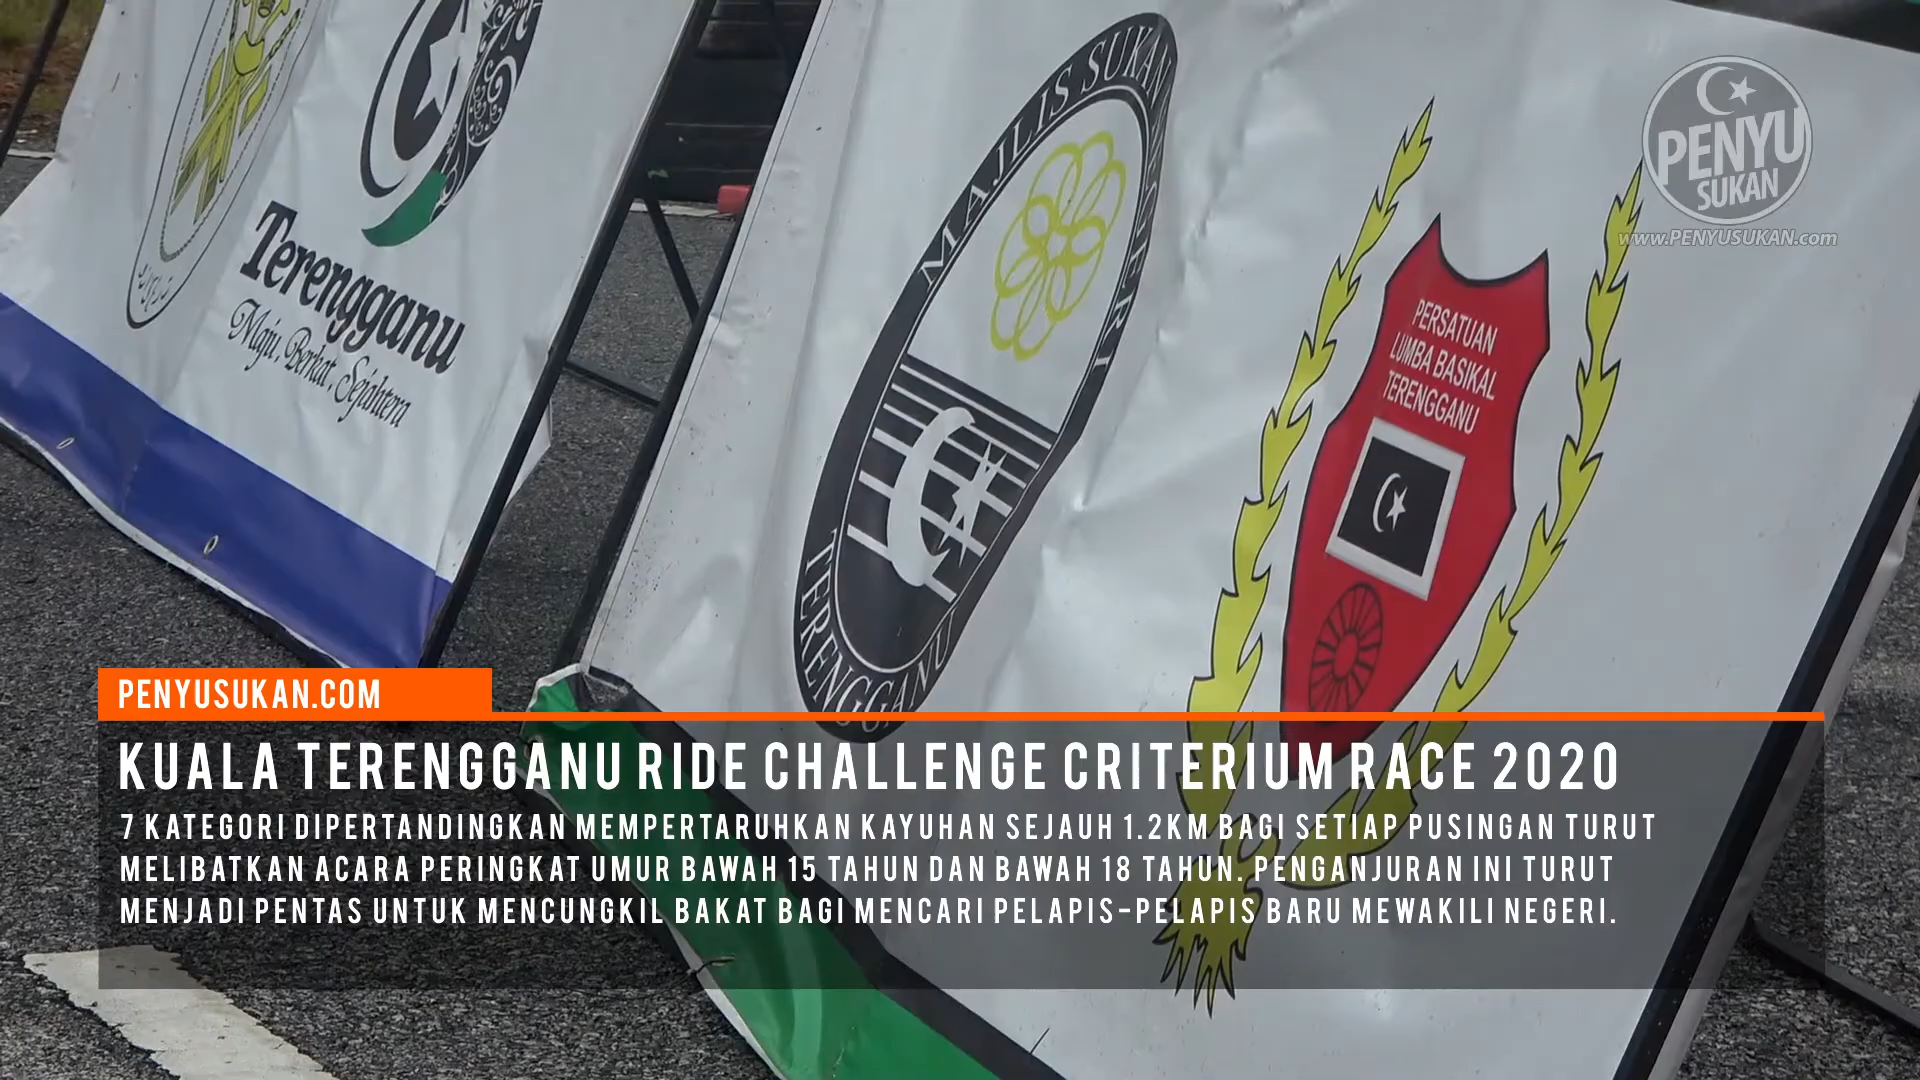 Terengganu
Maju, Berkat, Sejahtera
MAJLIS SUKAN NEGERI
TERENGGANU
PERSATUAN
LUMBA BASIKAL
TERENGGANU
PENYU
SUKAN
www.PENYUSUKAN.com
PENYUSUKAN.COM
KUALA TERENGGANU RIDE CHALLENGE CRITERIUM RACE 2020
7 KATEGORI DIPERTANDINGKAN MEMPERTARUHKAN KAYUHAN SEJAUH 1.2KM BAGI SETIAP PUSINGAN TURUT
MELIBATKAN ACARA PERINGKAT UMUR BAWAH 15 TAHUN DAN BAWAH 18 TAHUN. PENGANJURAN INI TURUT
MENJADI PENTAS UNTUK MENCUNGKIL BAKAT BAGI MENCARI PELAPIS-PELAPIS BARU MEWAKILI NEGERI.